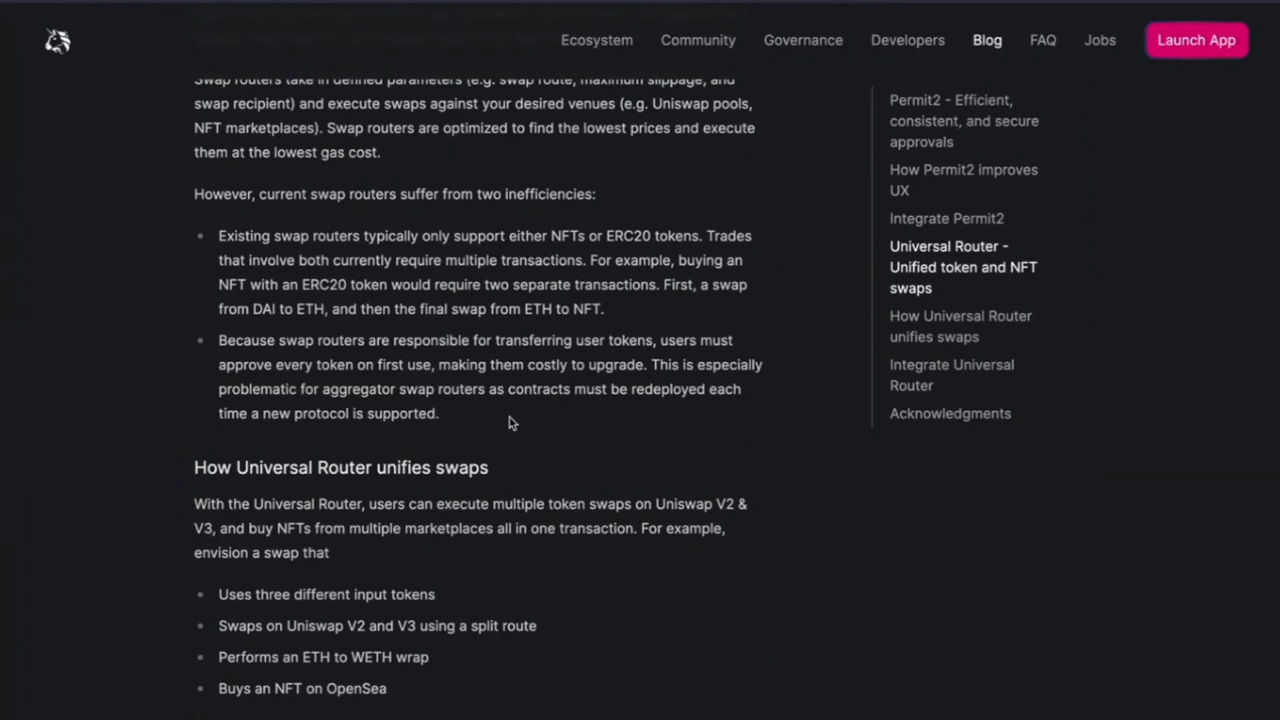 Ecosystem
Community
Governance
Developers
Blog
FAQ
Jobs
Launch App
Swap routers take in defined parameters (e.g. swap route, maximum slippage, and
swap recipient) and execute swaps against your desired venues (e.g. Uniswap pools,
NFT marketplaces). Swap routers are optimized to find the lowest prices and execute
them at the lowest gas cost.
However, current swap routers suffer from two inefficiencies:
Existing swap routers typically only support either NFTs or ERC20 tokens. Trades
that involve both currently require multiple transactions. For example, buying an
NFT with an ERC20 token would require two separate transactions. First, a swap
from DAI to ETH, and then the final swap from ETH to NFT.
Because swap routers are responsible for transferring user tokens, users must
approve every token on first use, making them costly to upgrade. This is especially
problematic for aggregator swap routers as contracts must be redeployed each
time a new protocol is supported.
How Universal Router unifies swaps
With the Universal Router, users can execute multiple token swaps on Uniswap V2 &
V3, and buy NFTs from multiple marketplaces all in one transaction. For example,
envision a swap that
Uses three different input tokens
Swaps on Uniswap V2 and V3 using a split route
Performs an ETH to WETH wrap
Buys an NFT on OpenSea
Permit2 - Efficient,
consistent, and secure
approvals
How Permit2 improves
UX
Integrate Permit2
Universal Router -
Unified token and NFT
swaps
How Universal Router
unifies swaps
Integrate Universal
Router
Acknowledgments